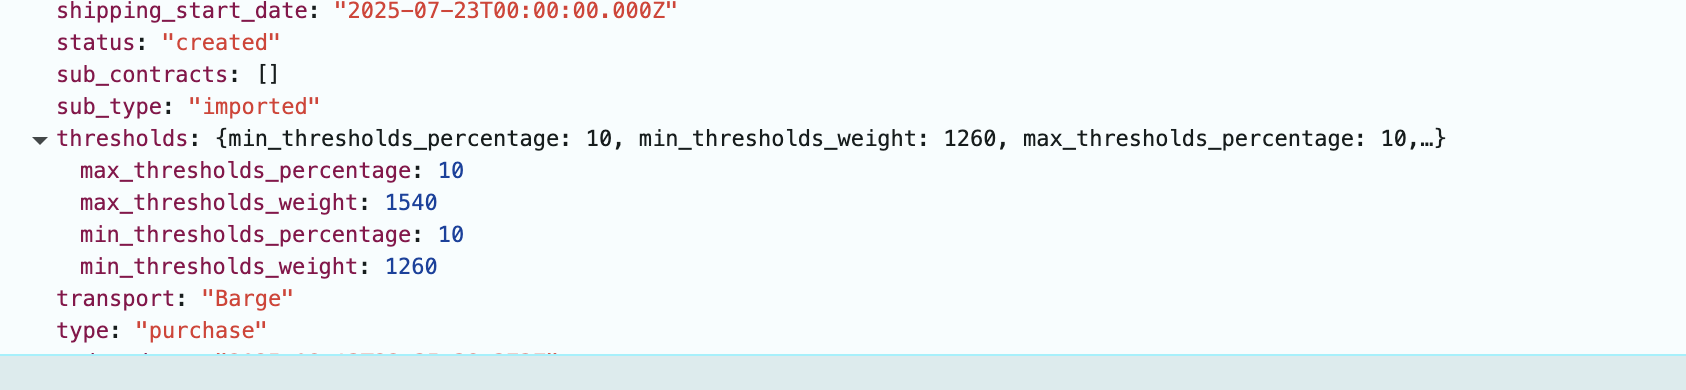 shipping_start_date: "2025-07-23T00:00:00.000Z"
status: "created"
sub_contracts: []
sub_type: "imported"
thresholds: {min_thresholds_percentage: 10, min_thresholds_weight: 1260, max_thresholds_percentage: 10,…}
max_thresholds_percentage: 10
max_thresholds_weight: 1540
min_thresholds_percentage: 10
min_thresholds_weight: 1260
transport: "Barge"
type: "purchase"